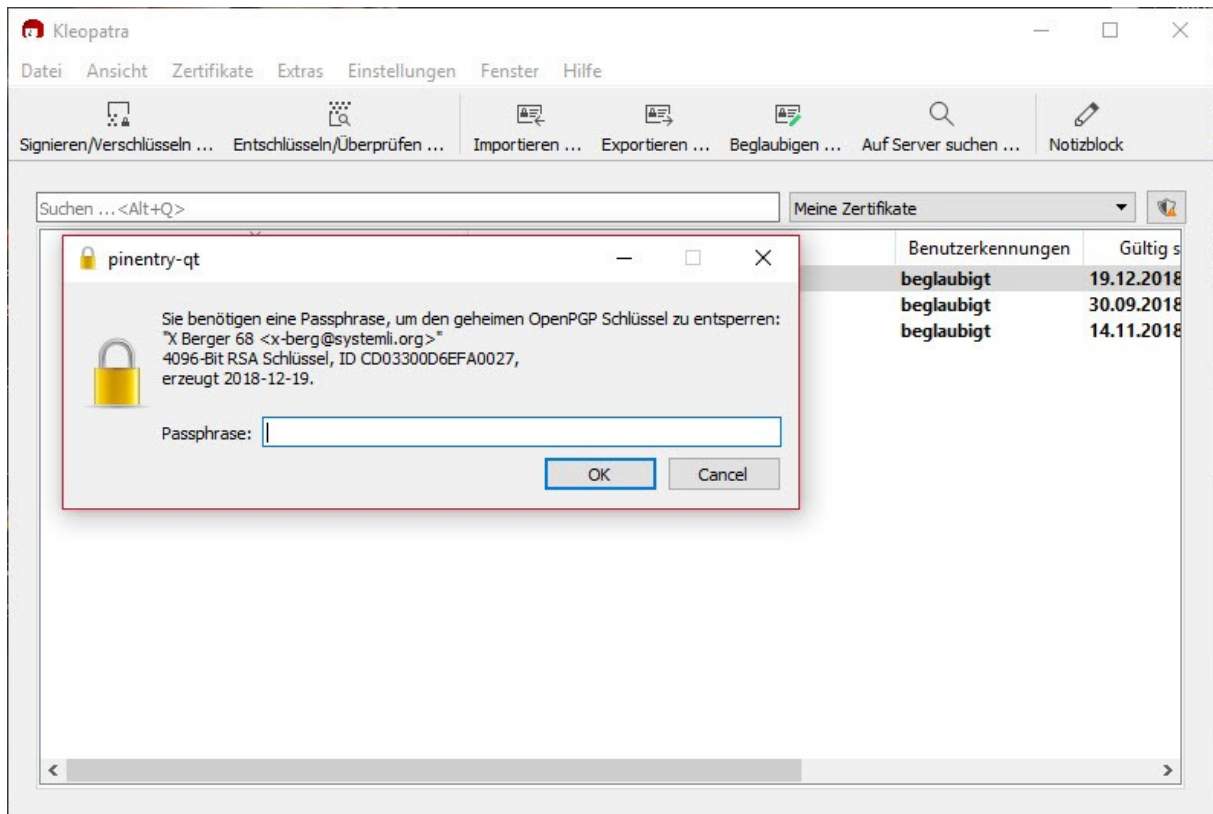 Kleopatra
Datei Ansicht Zertifikate Extras Einstellungen Fenster Hilfe
Signieren/Verschlüsseln ... Entschlüsseln/Überprüfen ... Importieren ... Exportieren ... Beglaubigen ... Auf Server suchen ... Notizblock
Suchen ...<Alt+Q> Meine Zertifikate
Benutzerkennungen Gültig s
beglaubigt 19.12.2018
beglaubigt 30.09.2018
beglaubigt 14.11.2018
pinentry-qt
Sie benötigen eine Passphrase, um den geheimen OpenPGP Schlüssel zu entsperren:
"X Berger 68 <x-berg@systemli.org>"
4096-Bit RSA Schlüssel, ID CD03300D6EFA0027,
erzeugt 2018-12-19.
Passphrase:
OK Cancel